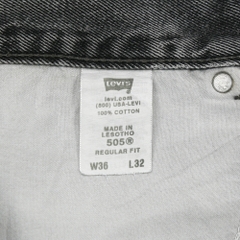 Levi's
levi.com
(800) USA-LEVI
100% COTTON
MADE IN
LESOTHO
505®
REGULAR FIT
W36 L32